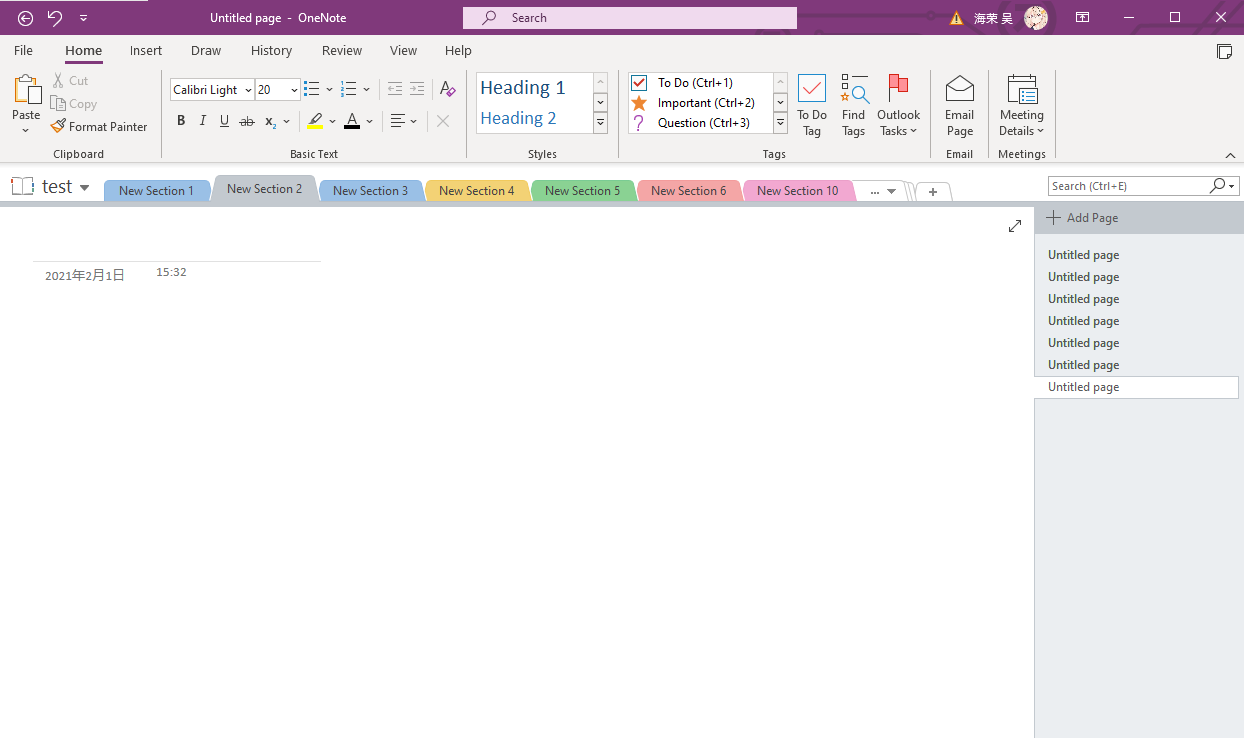 Untitled page - OneNote
Search
海荣 吴
File Home Insert Draw History Review View Help
Paste
Cut
Copy
Format Painter
Clipboard
Calibri Light 20
B I U ab x₂ A
Basic Text
Heading 1
Heading 2
Styles
To Do (Ctrl+1)
Important (Ctrl+2)
Question (Ctrl+3)
To Do Tag
Find Tags
Outlook Tasks
Tags
Email Page
Email
Meeting Details
Meetings
test
New Section 1 New Section 2 New Section 3 New Section 4 New Section 5 New Section 6 New Section 10 ... +
Search (Ctrl+E)
Add Page
2021年2月1日 15:32
Untitled page
Untitled page
Untitled page
Untitled page
Untitled page
Untitled page
Untitled page